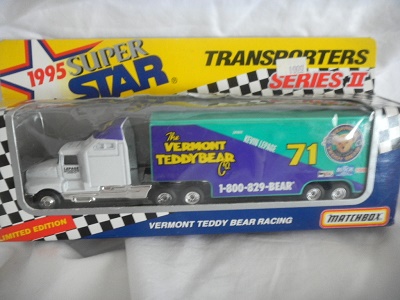 1995 SUPER STAR
TRANSPORTERS
SERIES II
The
VERMONT
TEDDY BEAR
Co.
KEVIN LEPAGE
71
1-800-829-BEAR
LIMITED EDITION
VERMONT TEDDY BEAR RACING
MATCHBOX